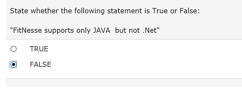 State whether the following statement is True or False:
"FitNesse supports only JAVA but not .Net"
TRUE
FALSE